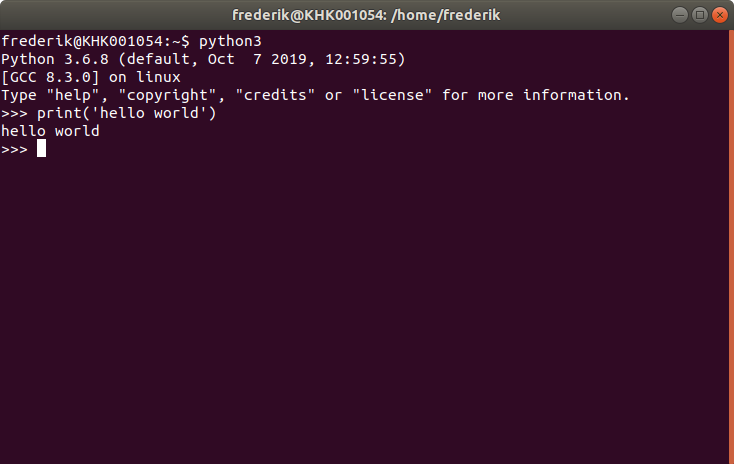 frederik@KHK001054: /home/frederik
frederik@KHK001054:~$ python3
Python 3.6.8 (default, Oct  7 2019, 12:59:55)
[GCC 8.3.0] on linux
Type "help", "copyright", "credits" or "license" for more information.
>>> print('hello world')
hello world
>>>